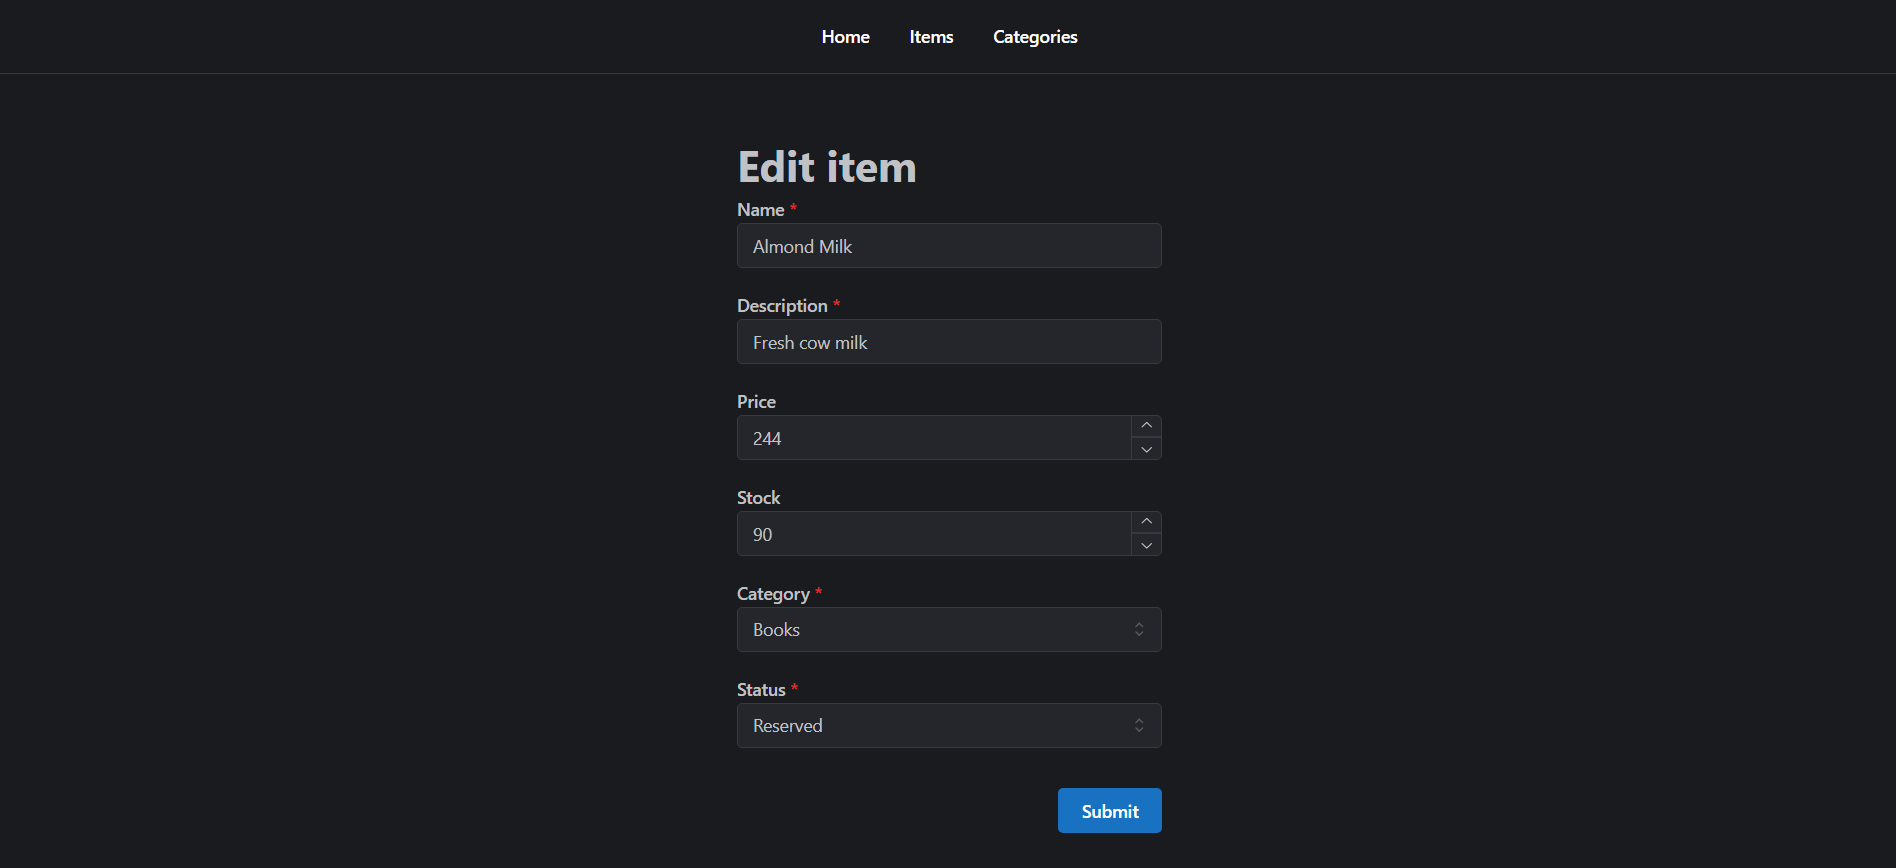 Home Items Categories
Edit item
Name *
Almond Milk
Description *
Fresh cow milk
Price
244
Stock
90
Category *
Books
Status *
Reserved
Submit